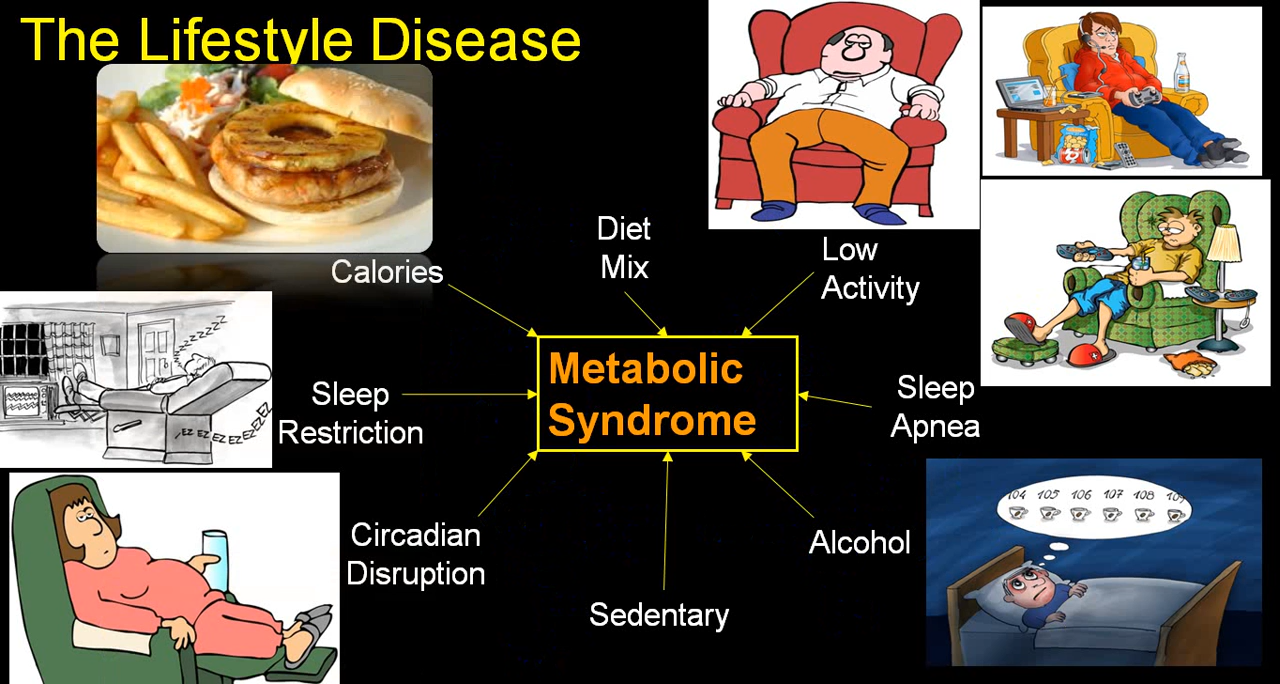 The Lifestyle Disease
Diet
Mix
Calories
Low
Activity
Metabolic
Syndrome
Sleep
Restriction
Sleep
Apnea
Circadian
Disruption
Alcohol
Sedentary
104 105 106 107 108 109